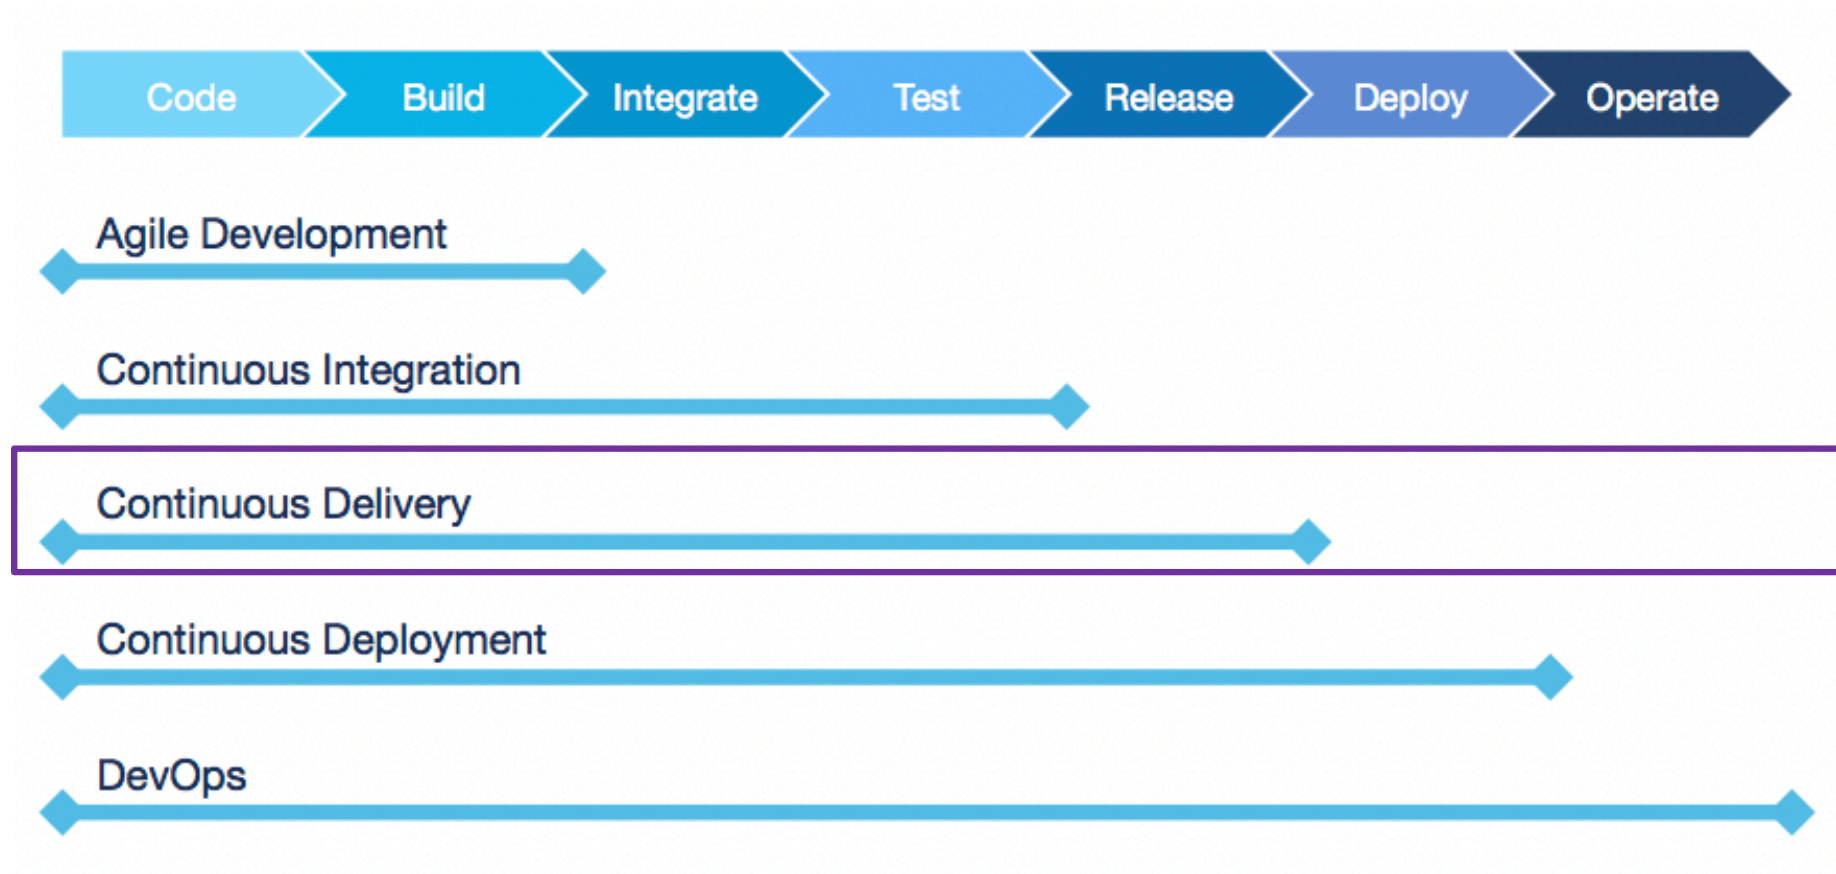 Code Build Integrate Test Release Deploy Operate
Agile Development
Continuous Integration
Continuous Delivery
Continuous Deployment
DevOps